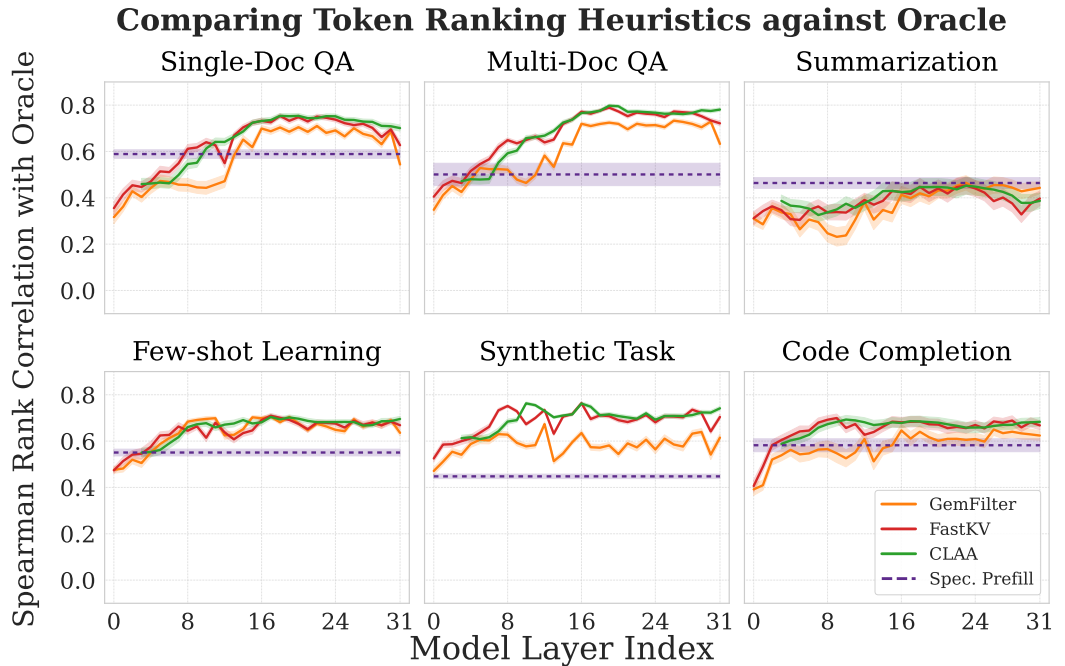 Comparing Token Ranking Heuristics against Oracle
Spearman Rank Correlation with Oracle
Single-Doc QA
Multi-Doc QA
Summarization
0.8
0.6
0.4
0.2
0.0
Few-shot Learning
Synthetic Task
Code Completion
0.8
0.6
0.4
0.2
0.0
GemFilter
FastKV
CLAA
Spec. Prefill
0 8 16 24 31
0 8 16 24 31
0 8 16 24 31
Model Layer Index